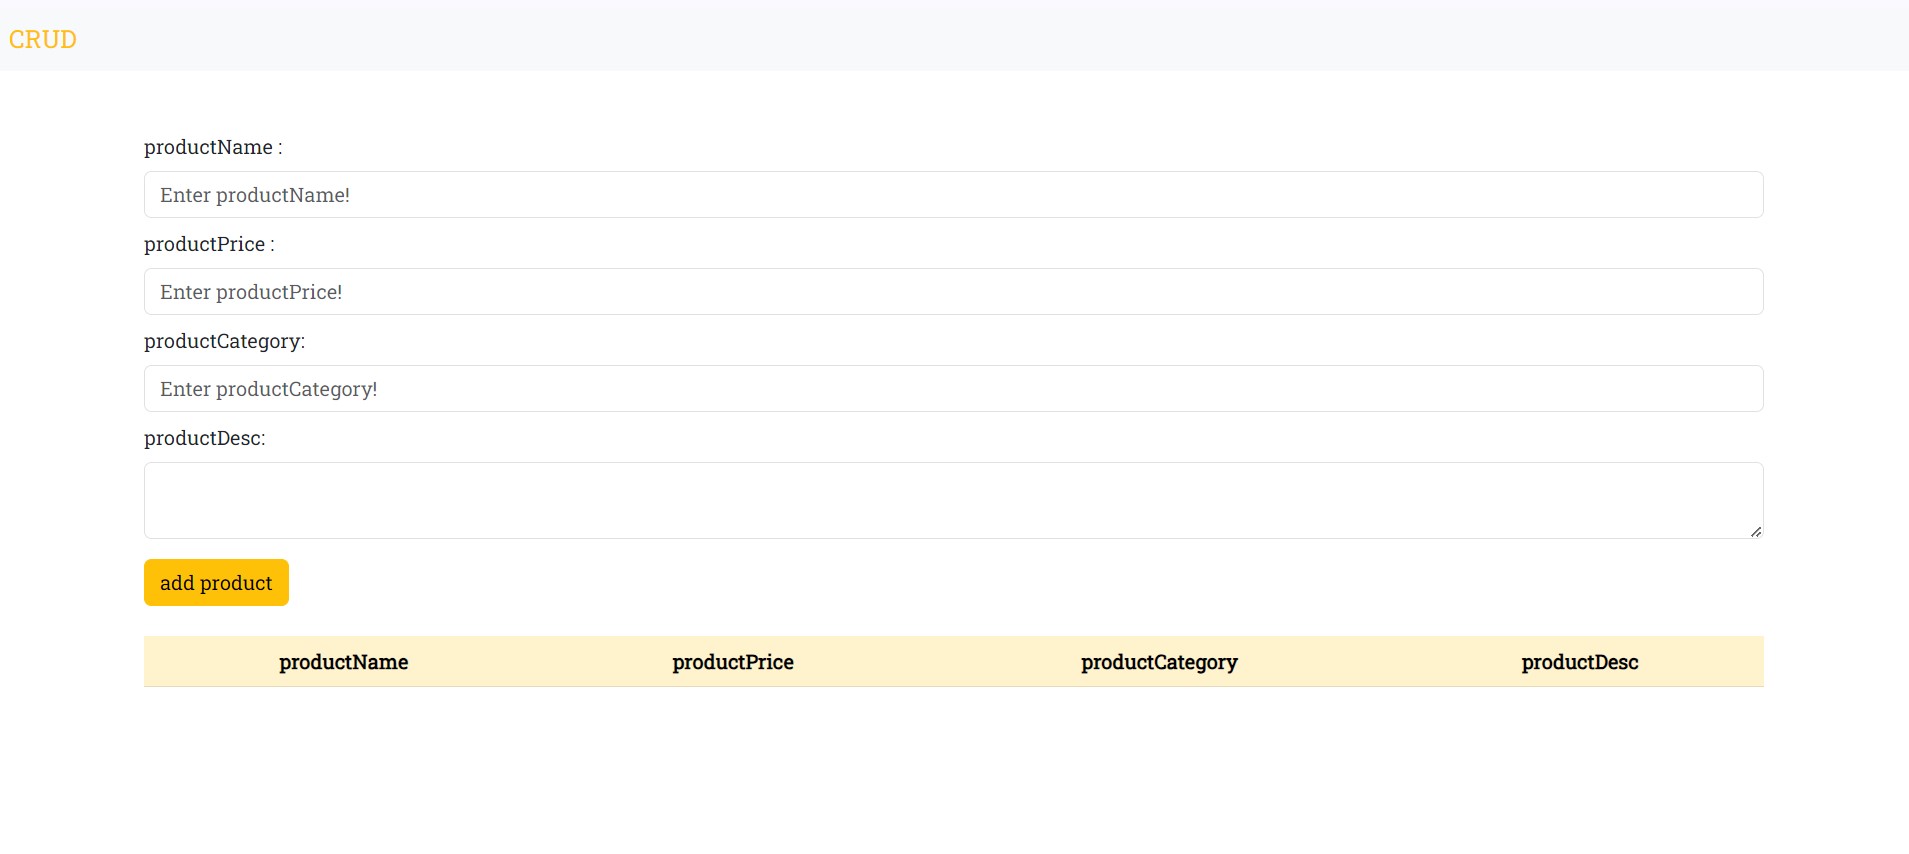 CRUD
productName :
Enter productName!
productPrice :
Enter productPrice!
productCategory:
Enter productCategory!
productDesc:
add product
productName productPrice productCategory productDesc